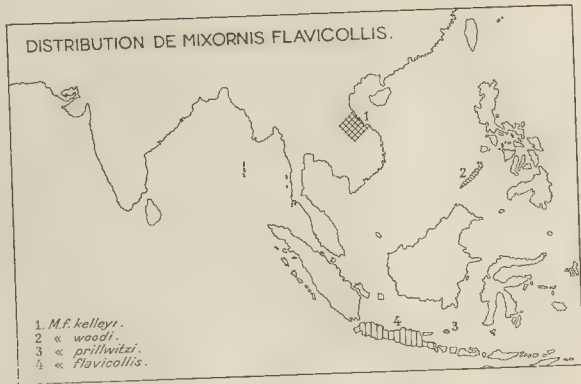 DISTRIBUTION DE MIXORNIS FLAVICOLLIS.
1
2
4
3
1. M.f. kelleyi.
2 « woodi.
3 « prillwitzi.
4 « flavicollis.